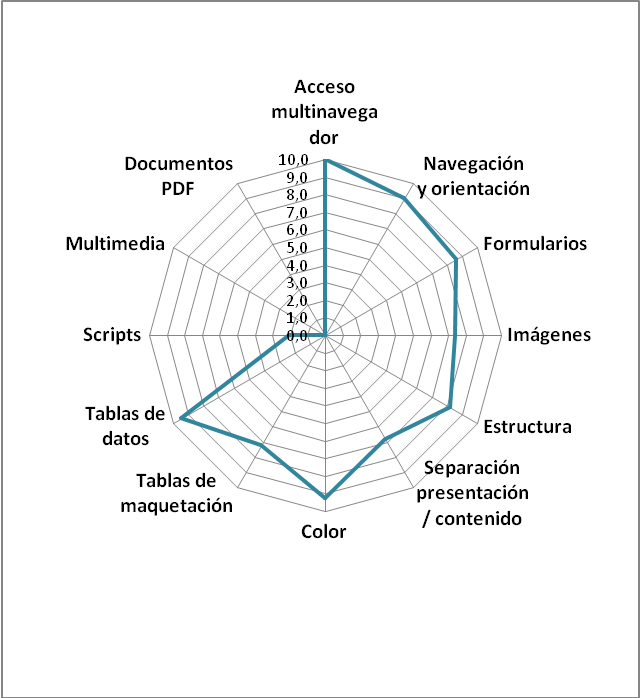 Acceso
multinavega
dor
Navegación
y orientación
Formularios
Imágenes
Estructura
Separación
presentación
/ contenido
Color
Tablas de
maquetación
Tablas de
datos
Scripts
Multimedia
Documentos
PDF
10,0
9,0
8,0
7,0
6,0
5,0
4,0
3,0
2,0
1,0
0,0